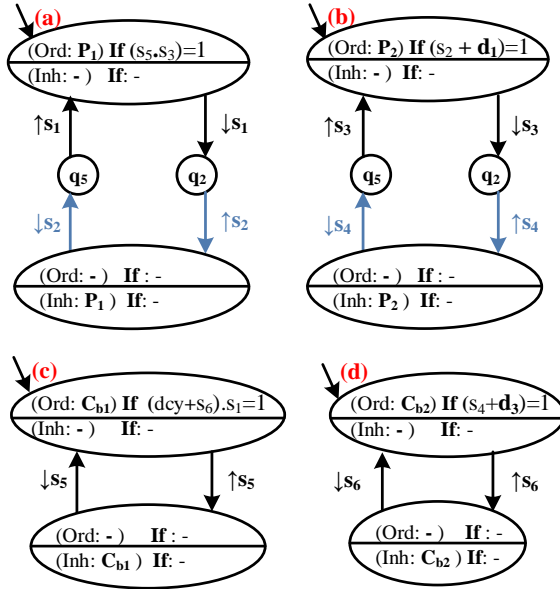 (a)
(Ord: P1) If (s5.s3)=1
(Inh: - ) If: -
↑s1
↓s1
q5
q2
↓s2
↑s2
(Ord: - ) If : -
(Inh: P1 ) If: -
(b)
(Ord: P2) If (s2 + d1)=1
(Inh: - ) If: -
↑s3
↓s3
q5
q2
↓s4
↑s4
(Ord: - ) If : -
(Inh: P2 ) If: -
(c)
(Ord: Cb1) If (dcy+s6).s1=1
(Inh: - ) If: -
↓s5
↑s5
(Ord: - ) If : -
(Inh: Cb1) If: -
(d)
(Ord: Cb2) If (s4+d3)=1
(Inh: - ) If: -
↓s6
↑s6
(Ord: - ) If : -
(Inh: Cb2) If: -